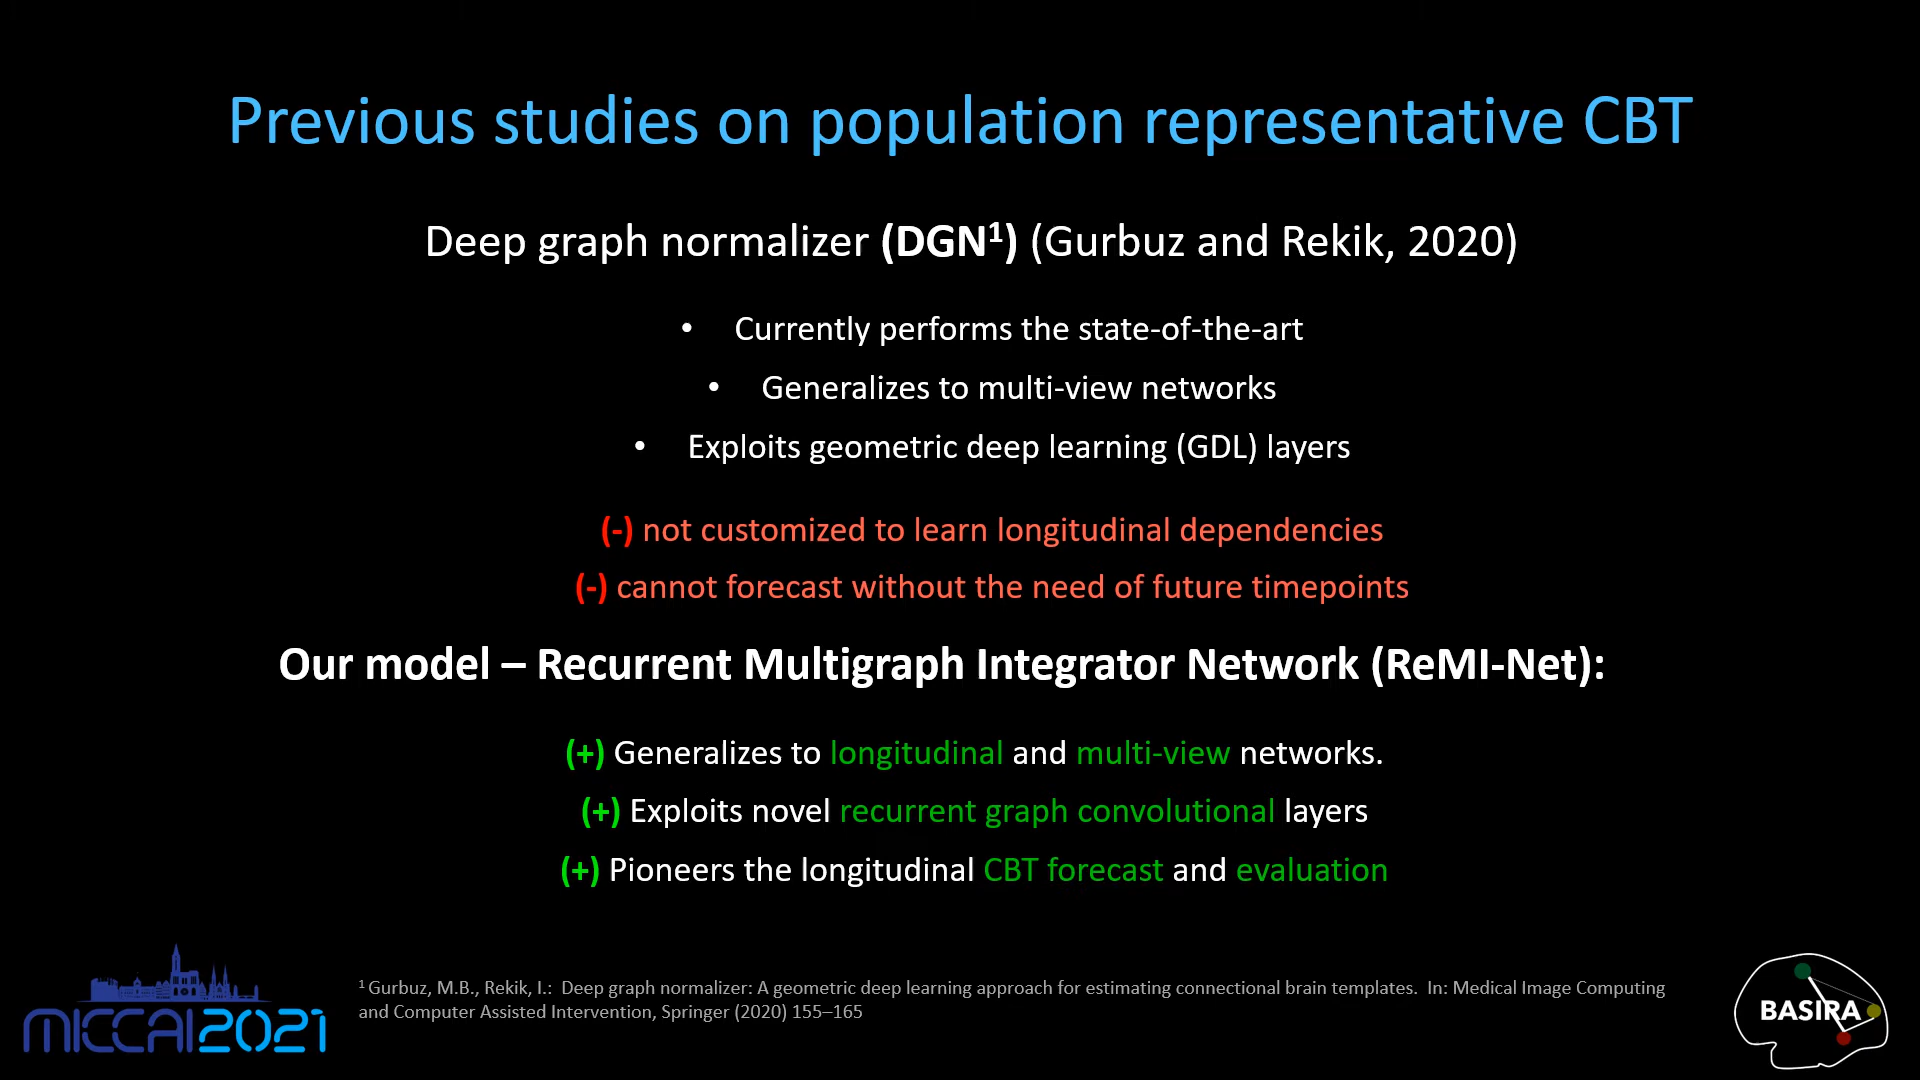 Previous studies on population representative CBT
Deep graph normalizer (DGN¹) (Gurbuz and Rekik, 2020)
• Currently performs the state-of-the-art
• Generalizes to multi-view networks
• Exploits geometric deep learning (GDL) layers
(-) not customized to learn longitudinal dependencies
(-) cannot forecast without the need of future timepoints
Our model – Recurrent Multigraph Integrator Network (ReMI-Net):
(+) Generalizes to longitudinal and multi-view networks.
(+) Exploits novel recurrent graph convolutional layers
(+) Pioneers the longitudinal CBT forecast and evaluation
¹ Gurbuz, M.B., Rekik, I.: Deep graph normalizer: A geometric deep learning approach for estimating connectional brain templates. In: Medical Image Computing
and Computer Assisted Intervention, Springer (2020) 155–165
MICCAI2021
BASIRA